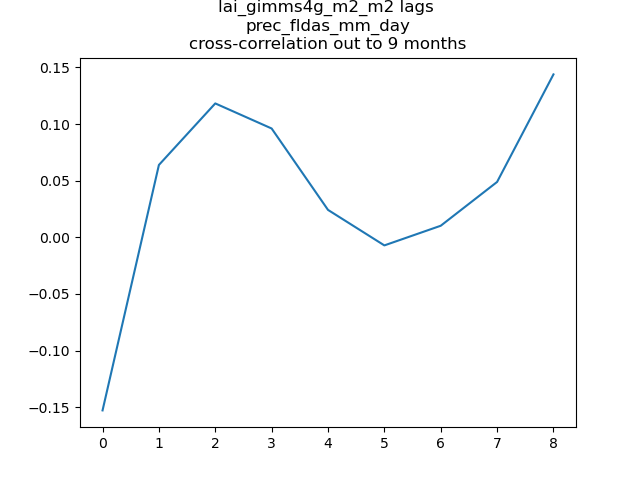 lai_gimms4g_m2_m2 lags
prec_fldas_mm_day
cross-correlation out to 9 months
0.15
0.10
0.05
0.00
−0.05
−0.10
−0.15
0 1 2 3 4 5 6 7 8